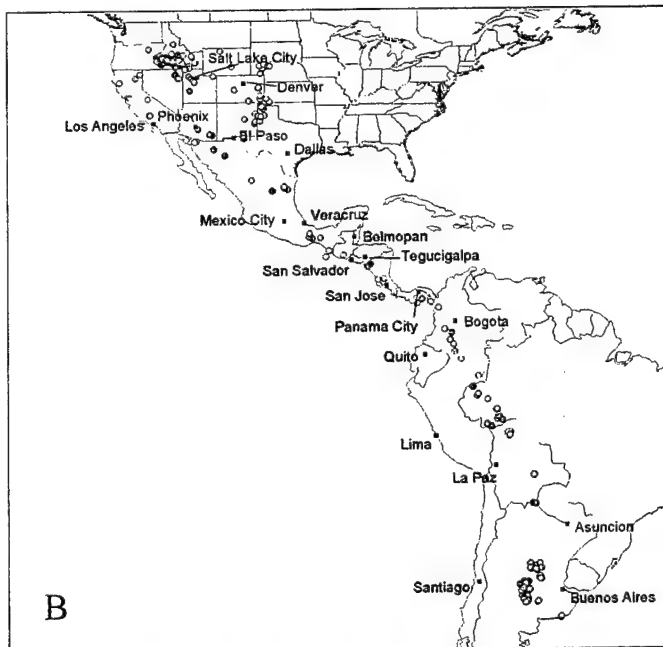 Salt Lake City
Denver
Phoenix
Los Angeles
El Paso
Dallas
Veracruz
Mexico City
Belmopan
Tegucigalpa
San Salvador
San Jose
Panama City
Bogota
Quito
Lima
La Paz
Asuncion
Santiago
Buenos Aires
B